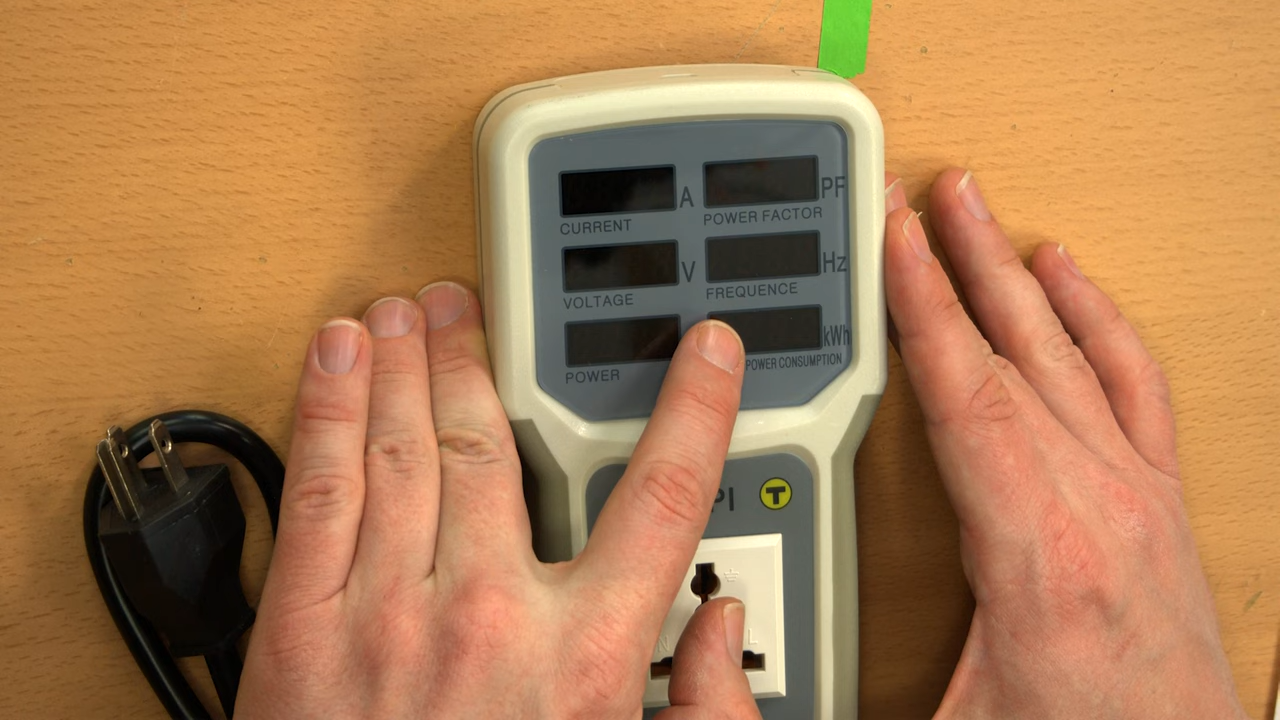 A
PF
CURRENT
POWER FACTOR
V
Hz
VOLTAGE
FREQUENCE
kWh
POWER
POWER CONSUMPTION
T
N
L